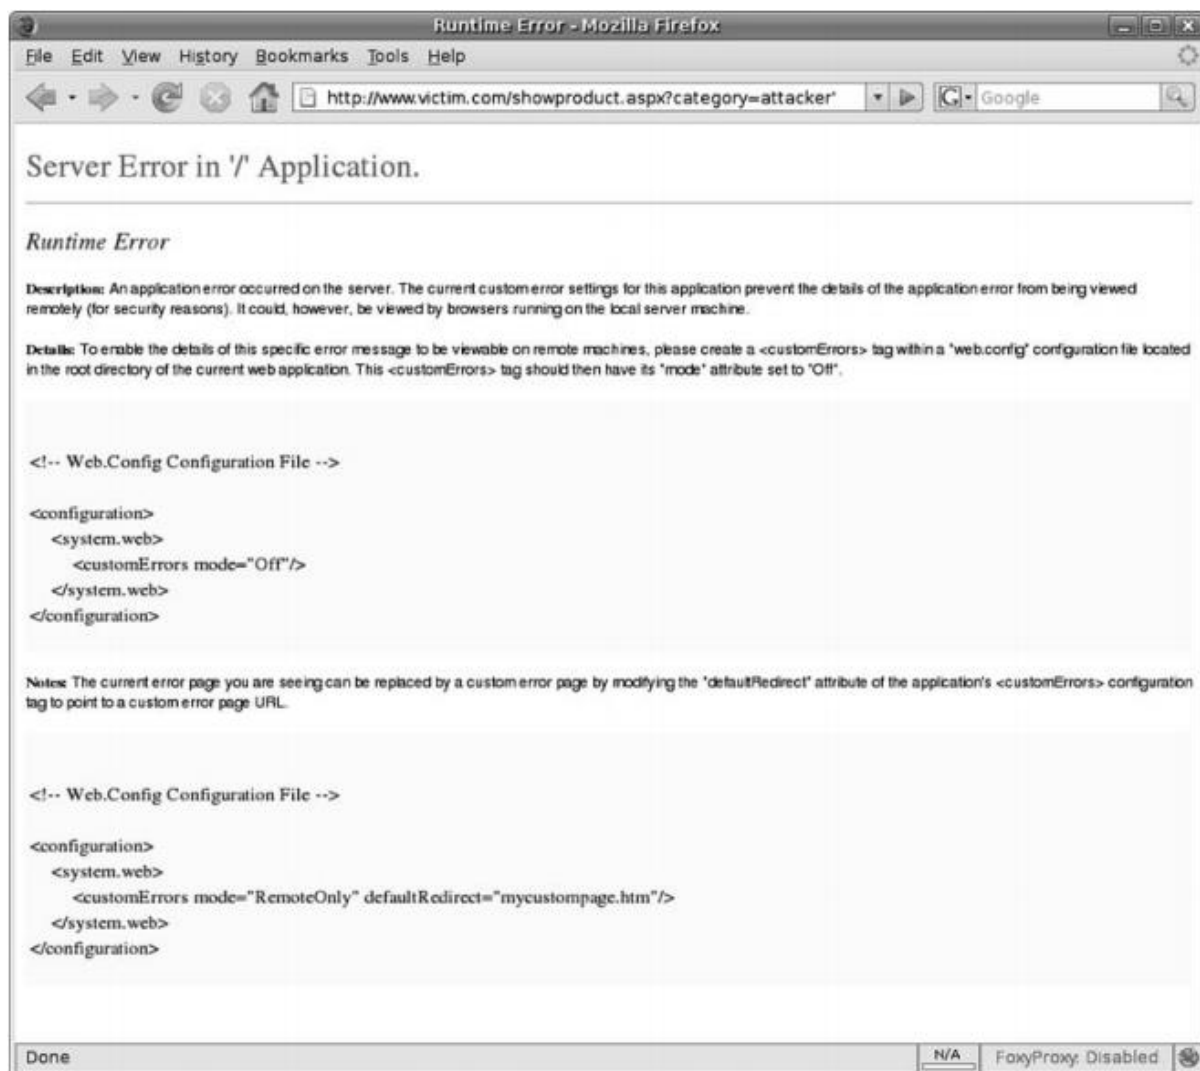 Runtime Error - Mozilla Firefox
File Edit View History Bookmarks Tools Help
http://www.victim.com/showproduct.aspx?category=attacker'
G Google
Server Error in '/' Application.
Runtime Error
Description: An application error occurred on the server. The current custom error settings for this application prevent the details of the application error from being viewed
remotely (for security reasons). It could, however, be viewed by browsers running on the local server machine.
Details: To enable the details of this specific error message to be viewable on remote machines, please create a <customErrors> tag within a "web.config" configuration file located
in the root directory of the current web application. This <customErrors> tag should then have its "mode" attribute set to "Off".
<!-- Web.Config Configuration File -->
<configuration>
<system.web>
<customErrors mode="Off"/>
</system.web>
</configuration>
Notes: The current error page you are seeing can be replaced by a custom error page by modifying the "defaultRedirect" attribute of the application's <customErrors> configuration
tag to point to a custom error page URL.
<!-- Web.Config Configuration File -->
<configuration>
<system.web>
<customErrors mode="RemoteOnly" defaultRedirect="mycustompage.htm"/>
</system.web>
</configuration>
Done
N/A
FoxyProxy: Disabled